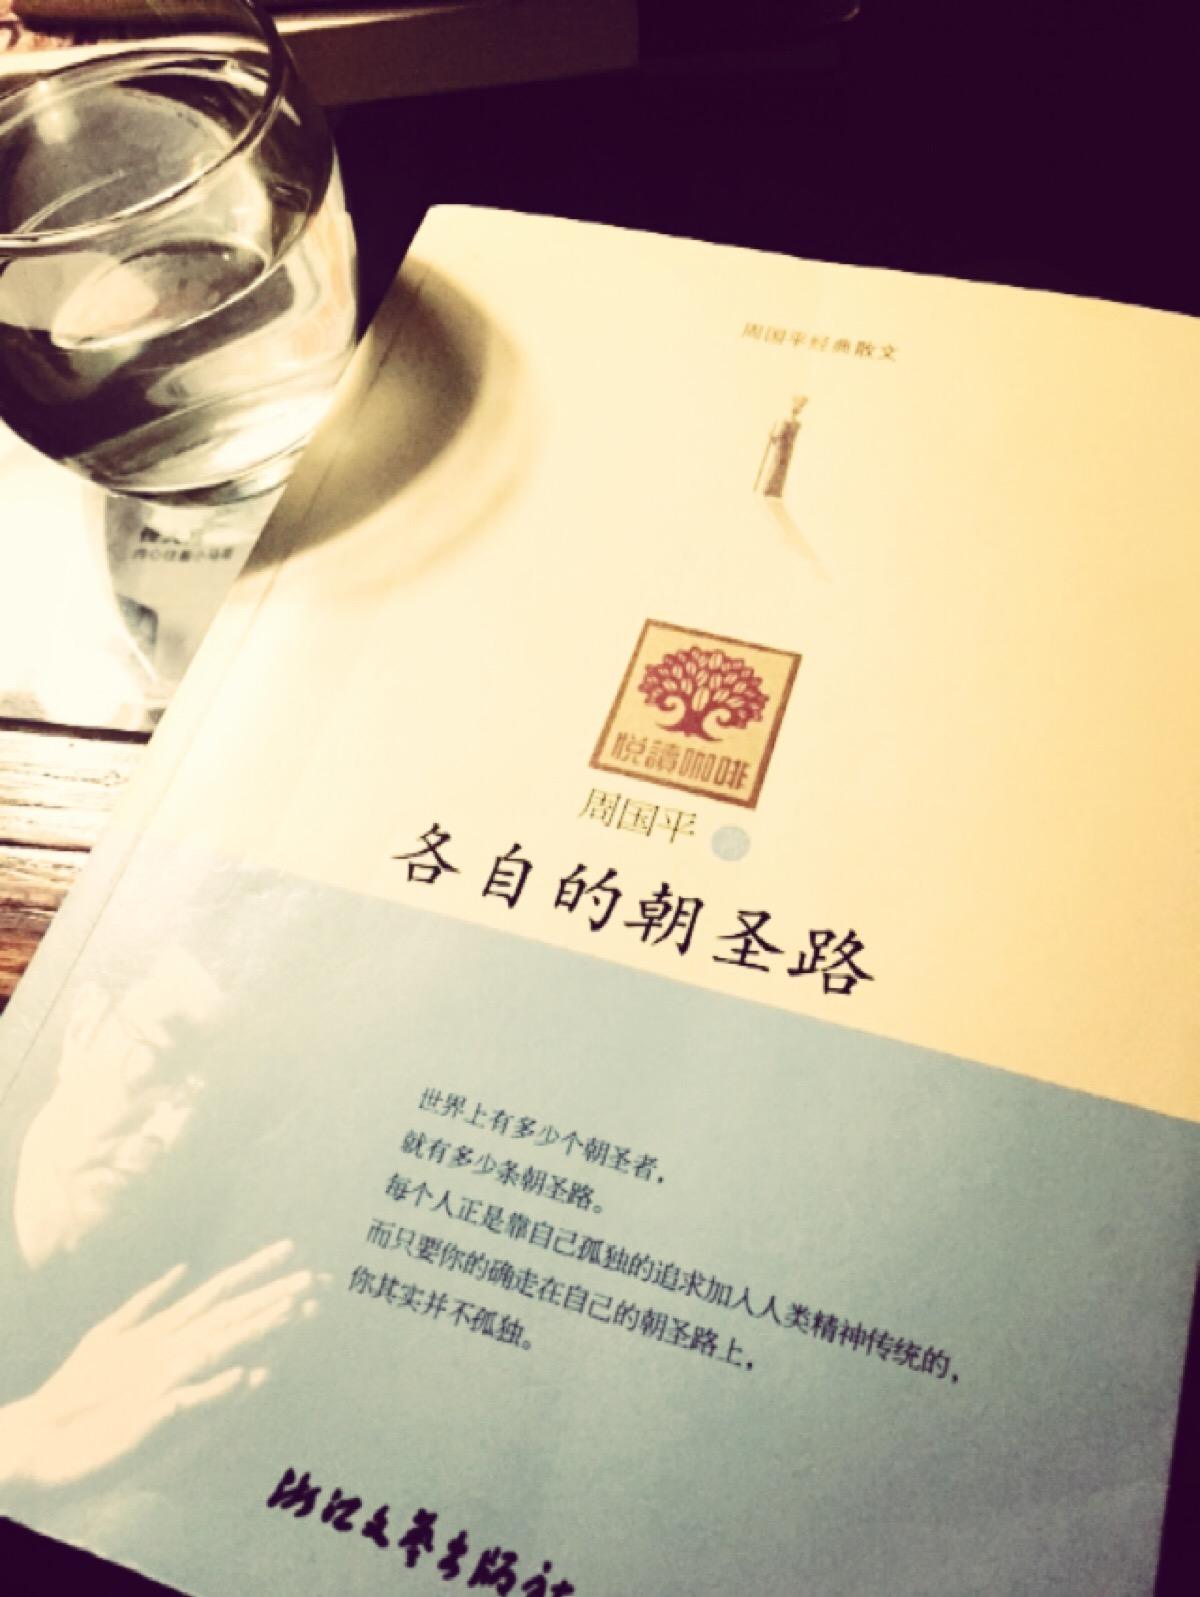 周国平经典散文
悦讀咖啡
周国平 著
各自的朝圣路
世界上有多少个朝圣者，
就有多少条朝圣路。
每个人正是靠自己孤独的追求加入人类精神传统的，
而只要你的确走在自己的朝圣路上，
你其实并不孤独。
浙江文艺出版社